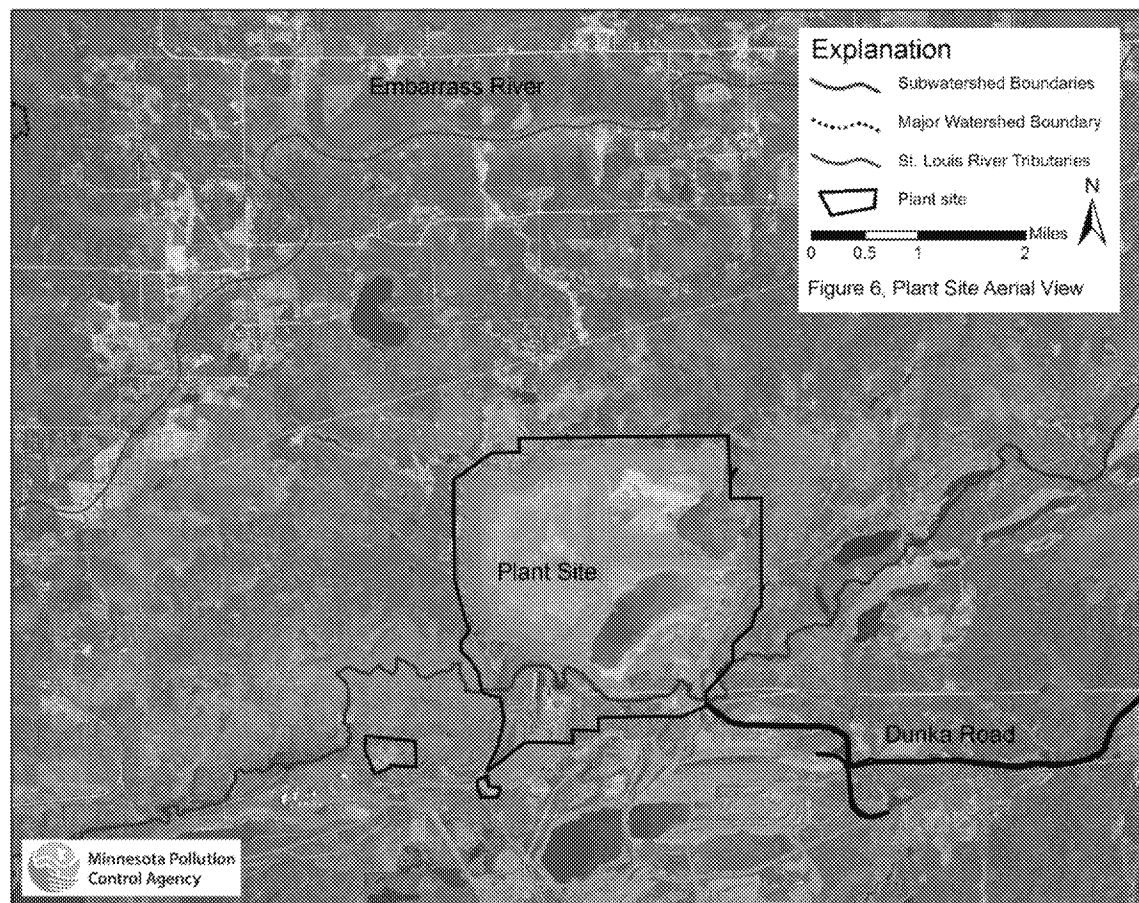 Embarrass River
Explanation
Subwatershed Boundaries
Major Watershed Boundary
St. Louis River Tributaries
Plant site
N
Miles
0 0.5 1 2
Figure 6, Plant Site Aerial View
Plant Site
Dunka Road
Minnesota Pollution
Control Agency